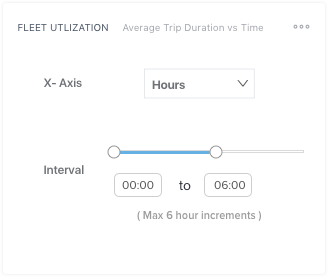 FLEET UTLIZATION Average Trip Duration vs Time
X- Axis Hours
Interval
00:00 to 06:00
( Max 6 hour increments )